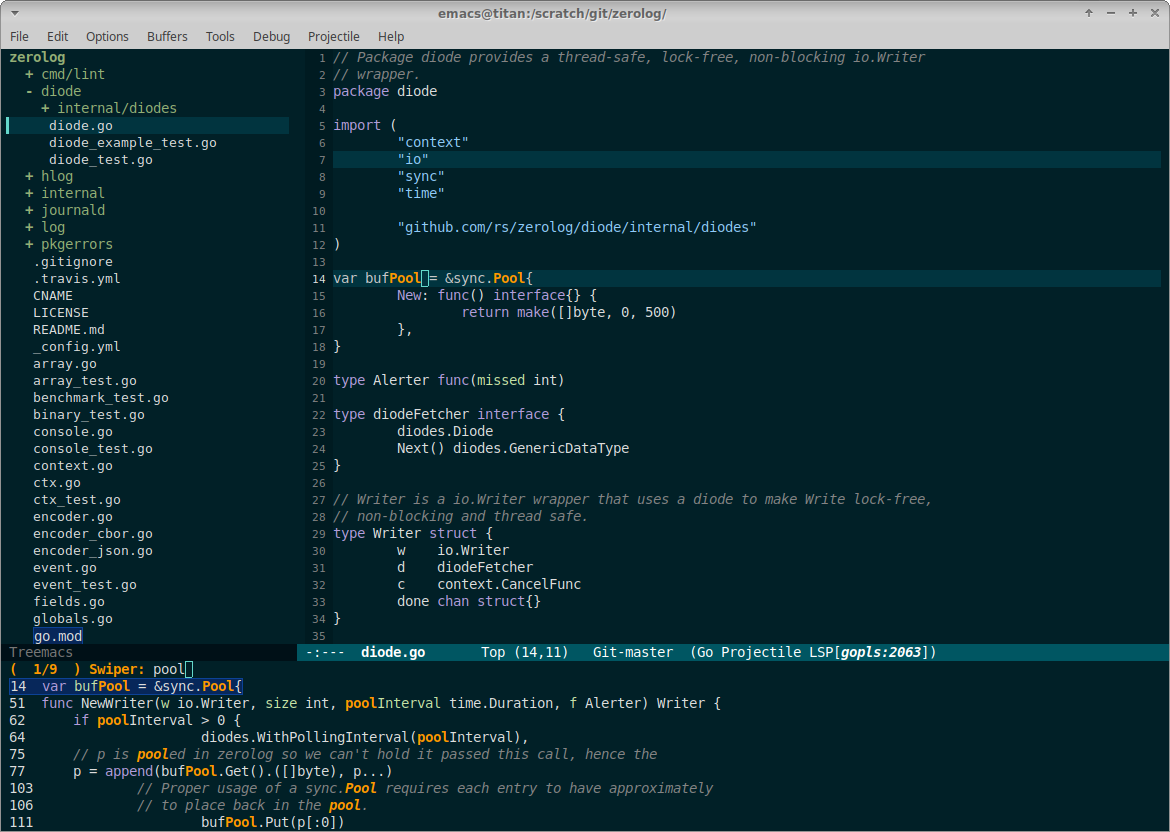 emacs@titan:/scratch/git/zerolog/
File Edit Options Buffers Tools Debug Projectile Help
zerolog
+ cmd/lint
- diode
+ internal/diodes
diode.go
diode_example_test.go
diode_test.go
+ hlog
+ internal
+ journald
+ log
+ pkgerrors
.gitignore
.travis.yml
CNAME
LICENSE
README.md
_config.yml
array.go
array_test.go
benchmark_test.go
binary_test.go
console.go
console_test.go
context.go
ctx.go
ctx_test.go
encoder.go
encoder_cbor.go
encoder_json.go
event.go
event_test.go
fields.go
globals.go
go.mod
Treemacs
1 // Package diode provides a thread-safe, lock-free, non-blocking io.Writer
2 // wrapper.
3 package diode
4
5 import (
6         "context"
7         "io"
8         "sync"
9         "time"
10
11         "github.com/rs/zerolog/diode/internal/diodes"
12 )
13
14 var bufPool = &sync.Pool{
15         New: func() interface{} {
16                 return make([]byte, 0, 500)
17         },
18 }
19
20 type Alerter func(missed int)
21
22 type diodeFetcher interface {
23         diodes.Diode
24         Next() diodes.GenericDataType
25 }
26
27 // Writer is a io.Writer wrapper that uses a diode to make Write lock-free,
28 // non-blocking and thread safe.
29 type Writer struct {
30         w    io.Writer
31         d    diodeFetcher
32         c    context.CancelFunc
33         done chan struct{}
34 }
35
-:--- diode.go Top (14,11) Git-master (Go Projectile LSP[gopls:2063])
( 1/9 ) Swiper: pool
14 var bufPool = &sync.Pool{
51 func NewWriter(w io.Writer, size int, poolInterval time.Duration, f Alerter) Writer {
62     if poolInterval > 0 {
64                     diodes.WithPollingInterval(poolInterval),
75     // p is pooled in zerolog so we can't hold it passed this call, hence the
77     p = append(bufPool.Get().([]byte), p...)
103             // Proper usage of a sync.Pool requires each entry to have approximately
106             // to place back in the pool.
111                     bufPool.Put(p[:0])